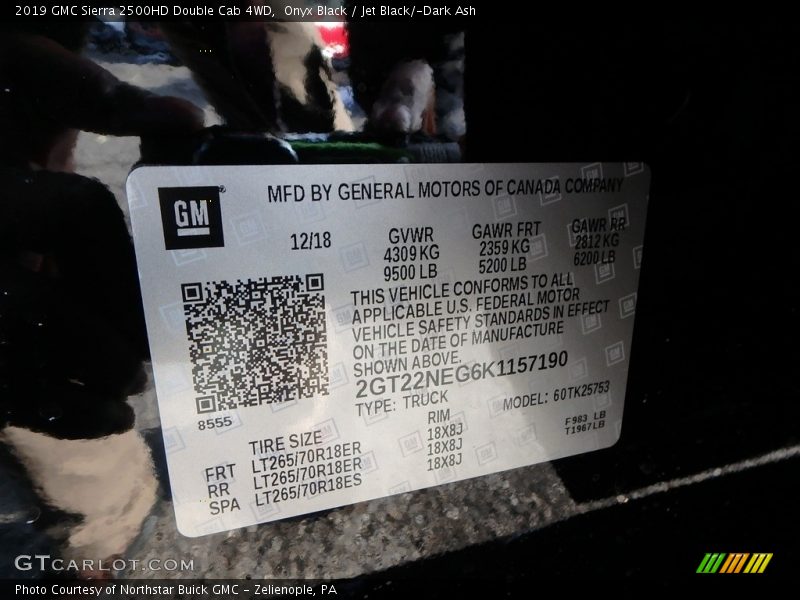 2019 GMC Sierra 2500HD Double Cab 4WD, Onyx Black / Jet Black/­Dark Ash
GM
MFD BY GENERAL MOTORS OF CANADA COMPANY
12/18
GVWR
4309 KG
9500 LB
GAWR FRT
2359 KG
5200 LB
GAWR RR
2812 KG
6200 LB
THIS VEHICLE CONFORMS TO ALL
APPLICABLE U.S. FEDERAL MOTOR
VEHICLE SAFETY STANDARDS IN EFFECT
ON THE DATE OF MANUFACTURE
SHOWN ABOVE.
2GT22NEG6K1157190
TYPE: TRUCK
MODEL: 60TK25753
8555
F983 LB
T1967LB
TIRE SIZE RIM
FRT LT265/70R18ER 18X8J
RR LT265/70R18ER 18X8J
SPA LT265/70R18ES 18X8J
GTCARLOT.COM
Photo Courtesy of Northstar Buick GMC - Zelienople, PA